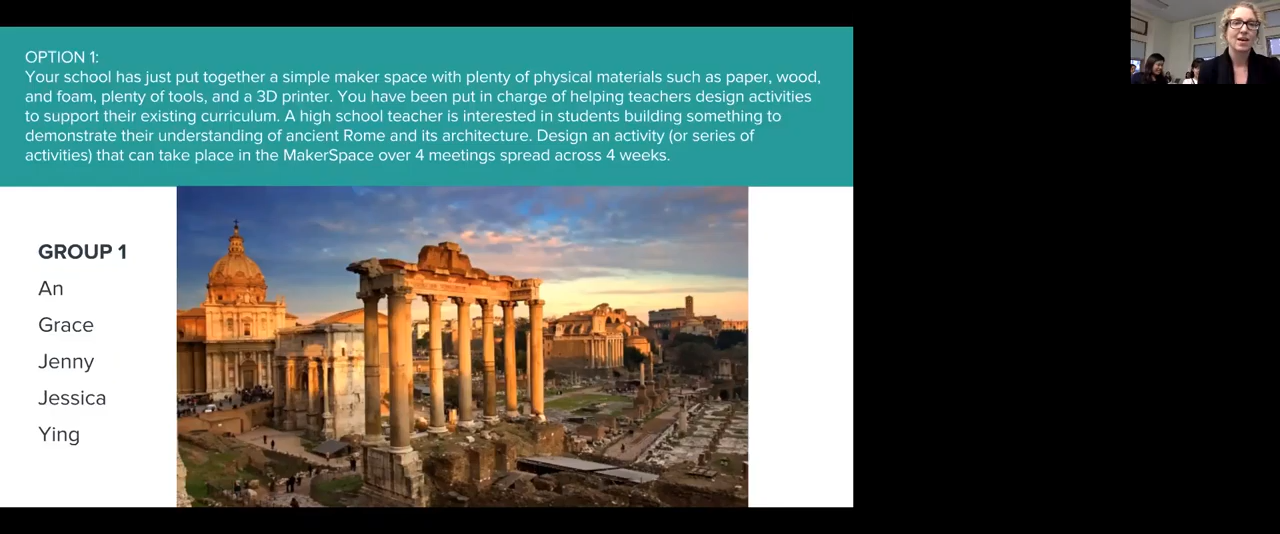 OPTION 1:
Your school has just put together a simple maker space with plenty of physical materials such as paper, wood,
and foam, plenty of tools, and a 3D printer. You have been put in charge of helping teachers design activities
to support their existing curriculum. A high school teacher is interested in students building something to
demonstrate their understanding of ancient Rome and its architecture. Design an activity (or series of
activities) that can take place in the MakerSpace over 4 meetings spread across 4 weeks.
GROUP 1
An
Grace
Jenny
Jessica
Ying